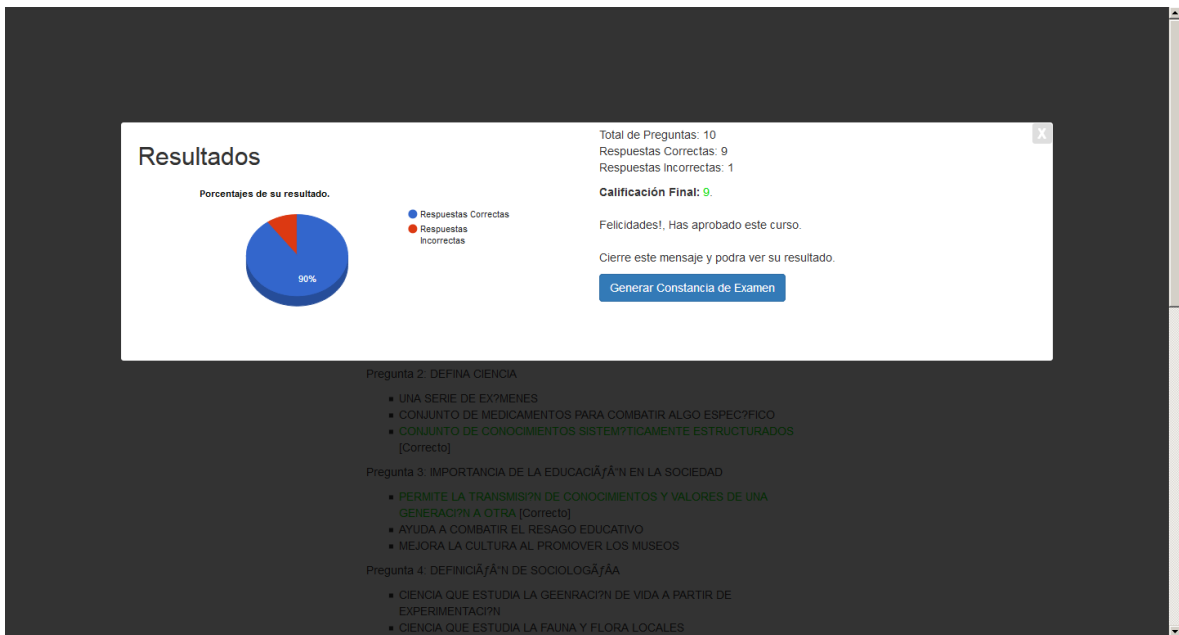 Resultados
Porcentajes de su resultado.
90%
Respuestas Correctas
Respuestas
Incorrectas
Total de Preguntas: 10
Respuestas Correctas: 9
Respuestas Incorrectas: 1
Calificación Final: 9.
Felicidades!, Has aprobado este curso.
Cierre este mensaje y podra ver su resultado.
Generar Constancia de Examen
X
Pregunta 2: DEFINA CIENCIA
UNA SERIE DE EX?MENES
CONJUNTO DE MEDICAMENTOS PARA COMBATIR ALGO ESPEC?FICO
CONJUNTO DE CONOCIMIENTOS SISTEM?TICAMENTE ESTRUCTURADOS
[Correcto]
Pregunta 3: IMPORTANCIA DE LA EDUCACIÃƒÂ“N EN LA SOCIEDAD
PERMITE LA TRANSMISI?N DE CONOCIMIENTOS Y VALORES DE UNA
GENERACI?N A OTRA [Correcto]
AYUDA A COMBATIR EL RESAGO EDUCATIVO
MEJORA LA CULTURA AL PROMOVER LOS MUSEOS
Pregunta 4: DEFINICIÃƒÂ“N DE SOCIOLOGÃƒÂA
CIENCIA QUE ESTUDIA LA GEENRACI?N DE VIDA A PARTIR DE
EXPERIMENTACI?N
CIENCIA QUE ESTUDIA LA FAUNA Y FLORA LOCALES